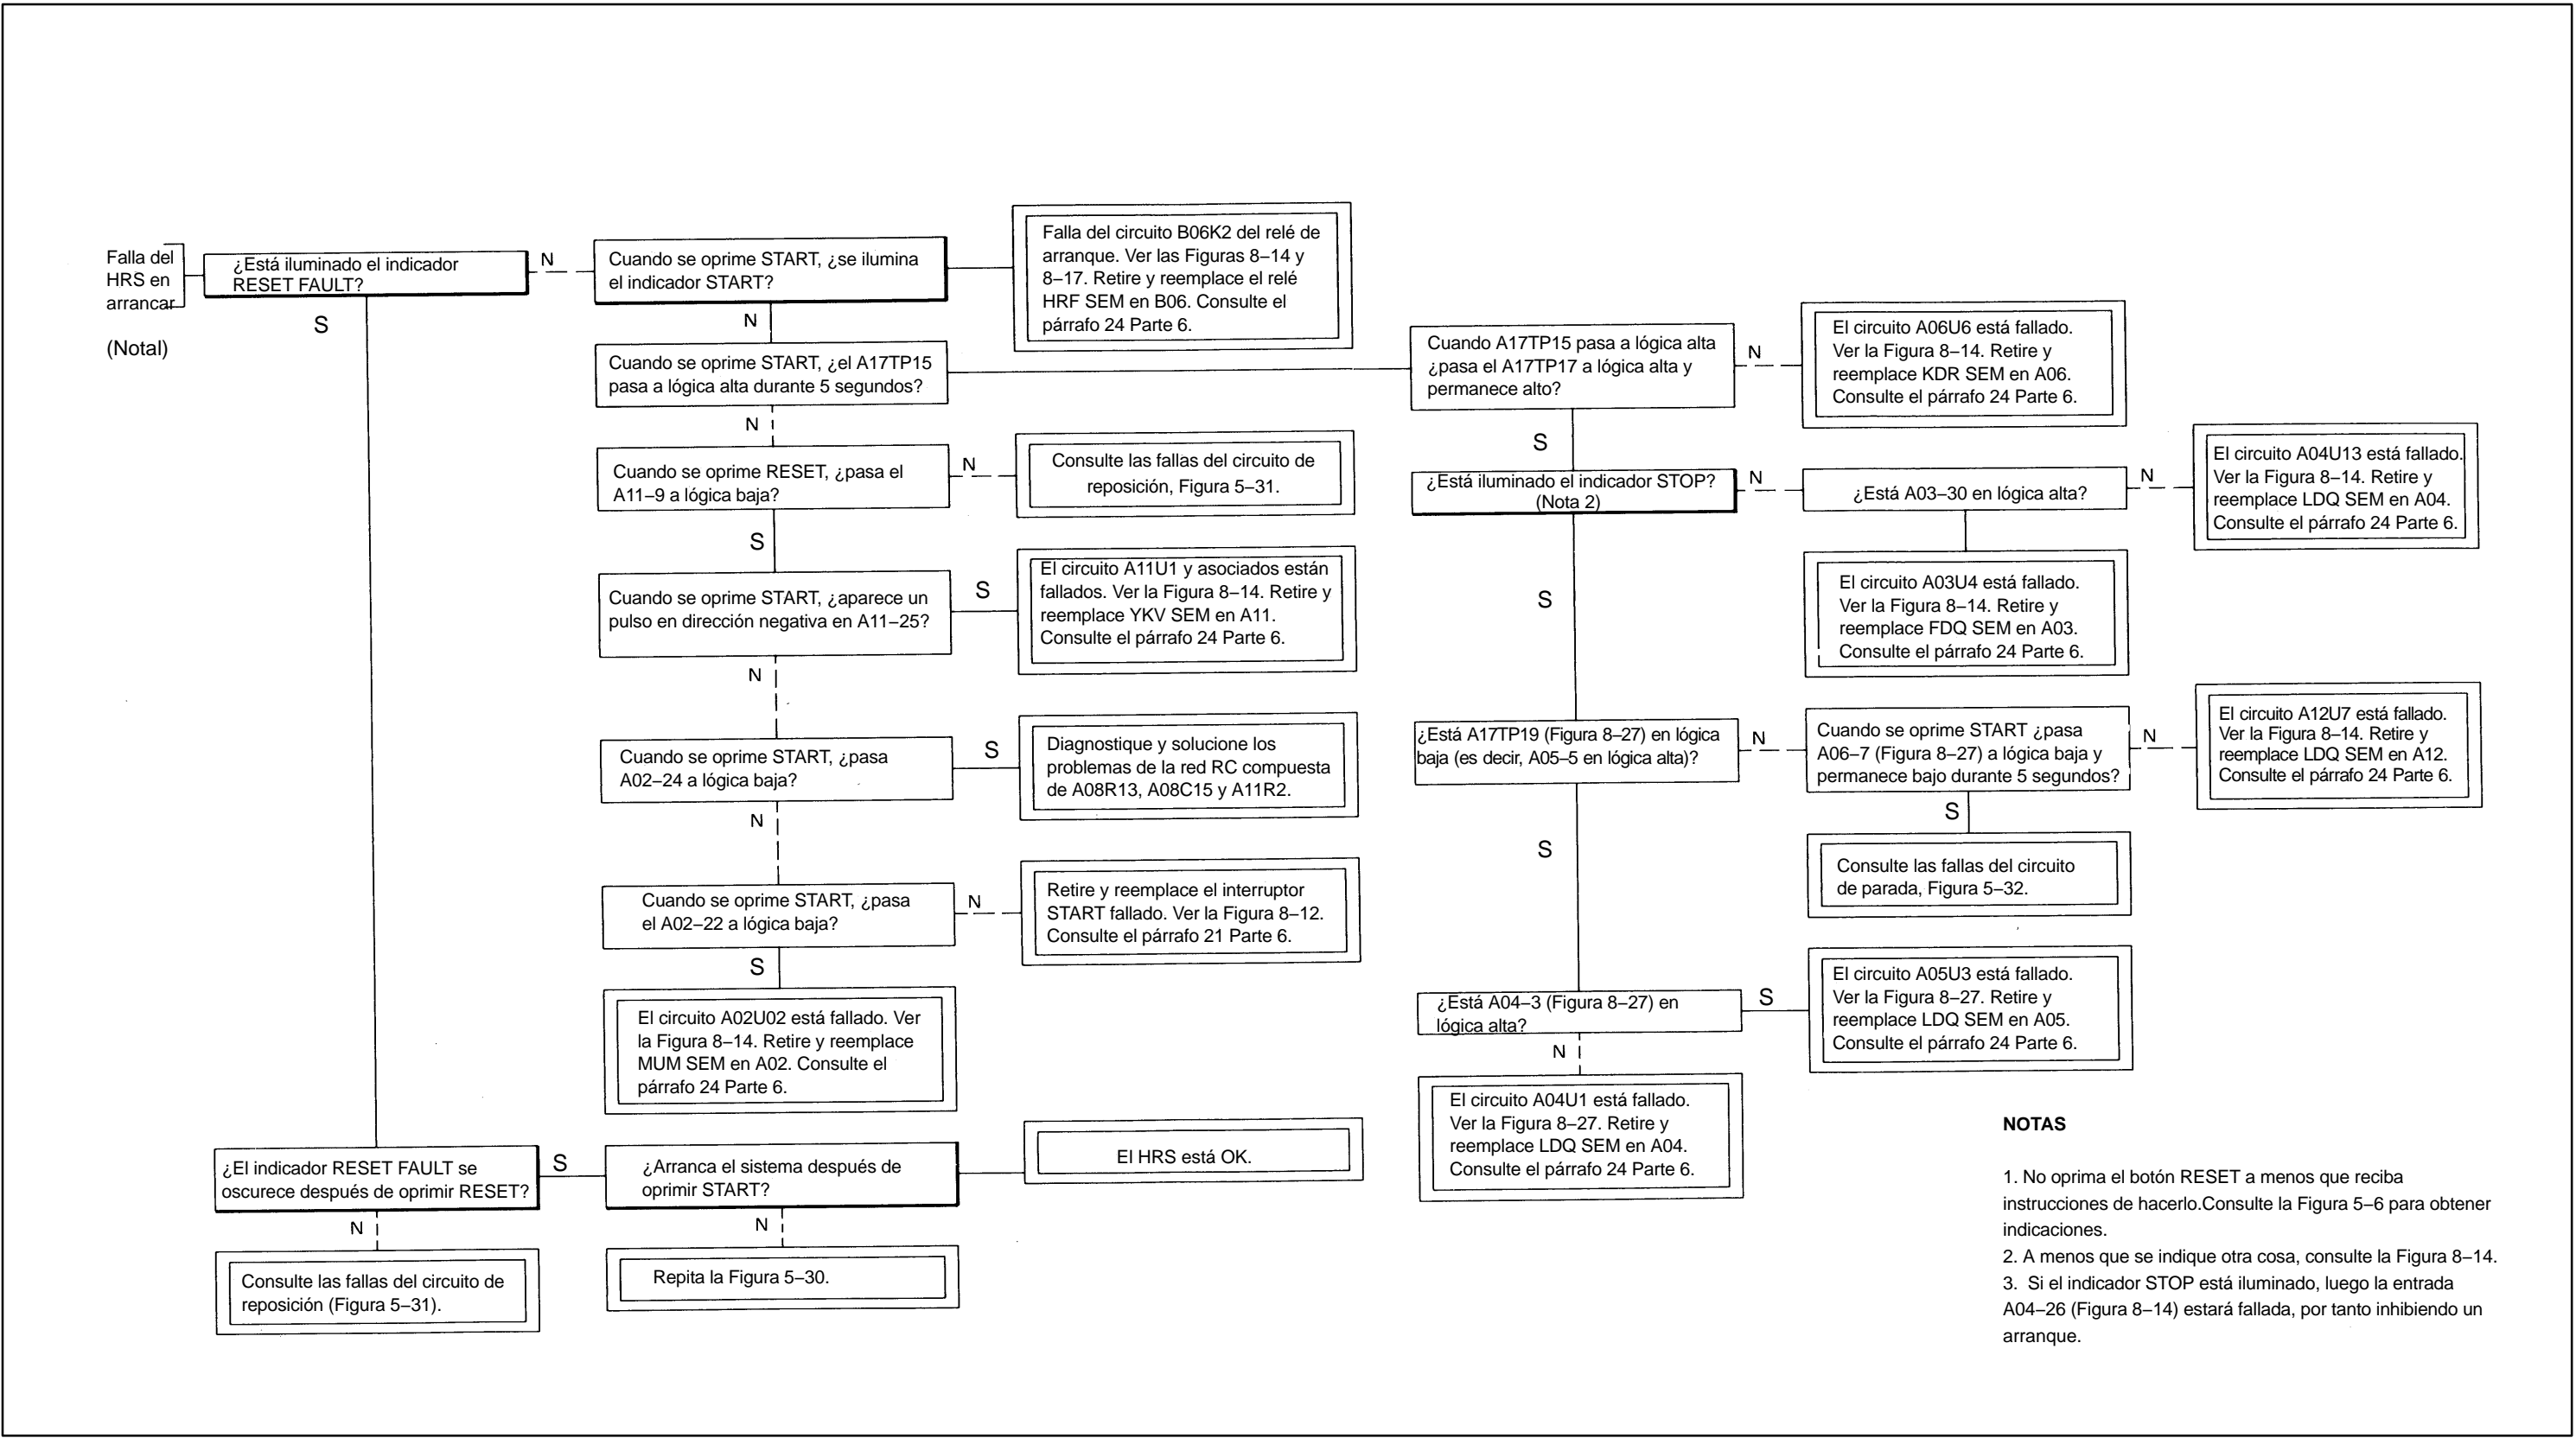 Falla del
HRS en
arrancar
(Notal)
¿Está iluminado el indicador
RESET FAULT?
N
S
Cuando se oprime START, ¿se ilumina
el indicador START?
N
Falla del circuito B06K2 del relé de
arranque. Ver las Figuras 8–14 y
8–17. Retire y reemplace el relé
HRF SEM en B06. Consulte el
párrafo 24 Parte 6.
Cuando se oprime START, ¿el A17TP15
pasa a lógica alta durante 5 segundos?
N
Cuando se oprime RESET, ¿pasa el
A11–9 a lógica baja?
N
Consulte las fallas del circuito de
reposición, Figura 5–31.
S
Cuando se oprime START, ¿aparece un
pulso en dirección negativa en A11–25?
S
El circuito A11U1 y asociados están
fallados. Ver la Figura 8–14. Retire y
reemplace YKV SEM en A11.
Consulte el párrafo 24 Parte 6.
N
Cuando se oprime START, ¿pasa
A02–24 a lógica baja?
S
Diagnostique y solucione los
problemas de la red RC compuesta
de A08R13, A08C15 y A11R2.
N
Cuando se oprime START, ¿pasa
el A02–22 a lógica baja?
N
Retire y reemplace el interruptor
START fallado. Ver la Figura 8–12.
Consulte el párrafo 21 Parte 6.
S
El circuito A02U02 está fallado. Ver
la Figura 8–14. Retire y reemplace
MUM SEM en A02. Consulte el
párrafo 24 Parte 6.
¿El indicador RESET FAULT se
oscurece después de oprimir RESET?
S
¿Arranca el sistema después de
oprimir START?
El HRS está OK.
N
Consulte las fallas del circuito de
reposición (Figura 5–31).
N
Repita la Figura 5–30.
Cuando A17TP15 pasa a lógica alta
¿pasa el A17TP17 a lógica alta y
permanece alto?
N
El circuito A06U6 está fallado.
Ver la Figura 8–14. Retire y
reemplace KDR SEM en A06.
Consulte el párrafo 24 Parte 6.
S
¿Está iluminado el indicador STOP?
(Nota 2)
N
¿Está A03–30 en lógica alta?
N
El circuito A04U13 está fallado.
Ver la Figura 8–14. Retire y
reemplace LDQ SEM en A04.
Consulte el párrafo 24 Parte 6.
El circuito A03U4 está fallado.
Ver la Figura 8–14. Retire y
reemplace FDQ SEM en A03.
Consulte el párrafo 24 Parte 6.
S
¿Está A17TP19 (Figura 8–27) en lógica
baja (es decir, A05–5 en lógica alta)?
N
Cuando se oprime START ¿pasa
A06–7 (Figura 8–27) a lógica baja y
permanece bajo durante 5 segundos?
N
El circuito A12U7 está fallado.
Ver la Figura 8–14. Retire y
reemplace LDQ SEM en A12.
Consulte el párrafo 24 Parte 6.
S
Consulte las fallas del circuito
de parada, Figura 5–32.
S
¿Está A04–3 (Figura 8–27) en
lógica alta?
S
El circuito A05U3 está fallado.
Ver la Figura 8–27. Retire y
reemplace LDQ SEM en A05.
Consulte el párrafo 24 Parte 6.
N
El circuito A04U1 está fallado.
Ver la Figura 8–27. Retire y
reemplace LDQ SEM en A04.
Consulte el párrafo 24 Parte 6.
NOTAS
1. No oprima el botón RESET a menos que reciba
instrucciones de hacerlo.Consulte la Figura 5–6 para obtener
indicaciones.
2. A menos que se indique otra cosa, consulte la Figura 8–14.
3. Si el indicador STOP está iluminado, luego la entrada
A04–26 (Figura 8–14) estará fallada, por tanto inhibiendo un
arranque.